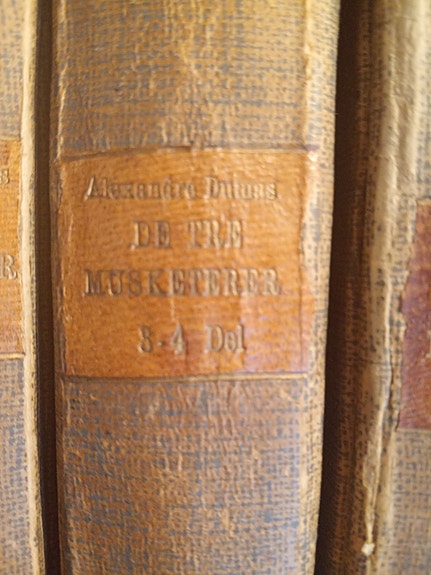 Alexandre Dumas
DE TRE
MUSKETERER
3-4 Del